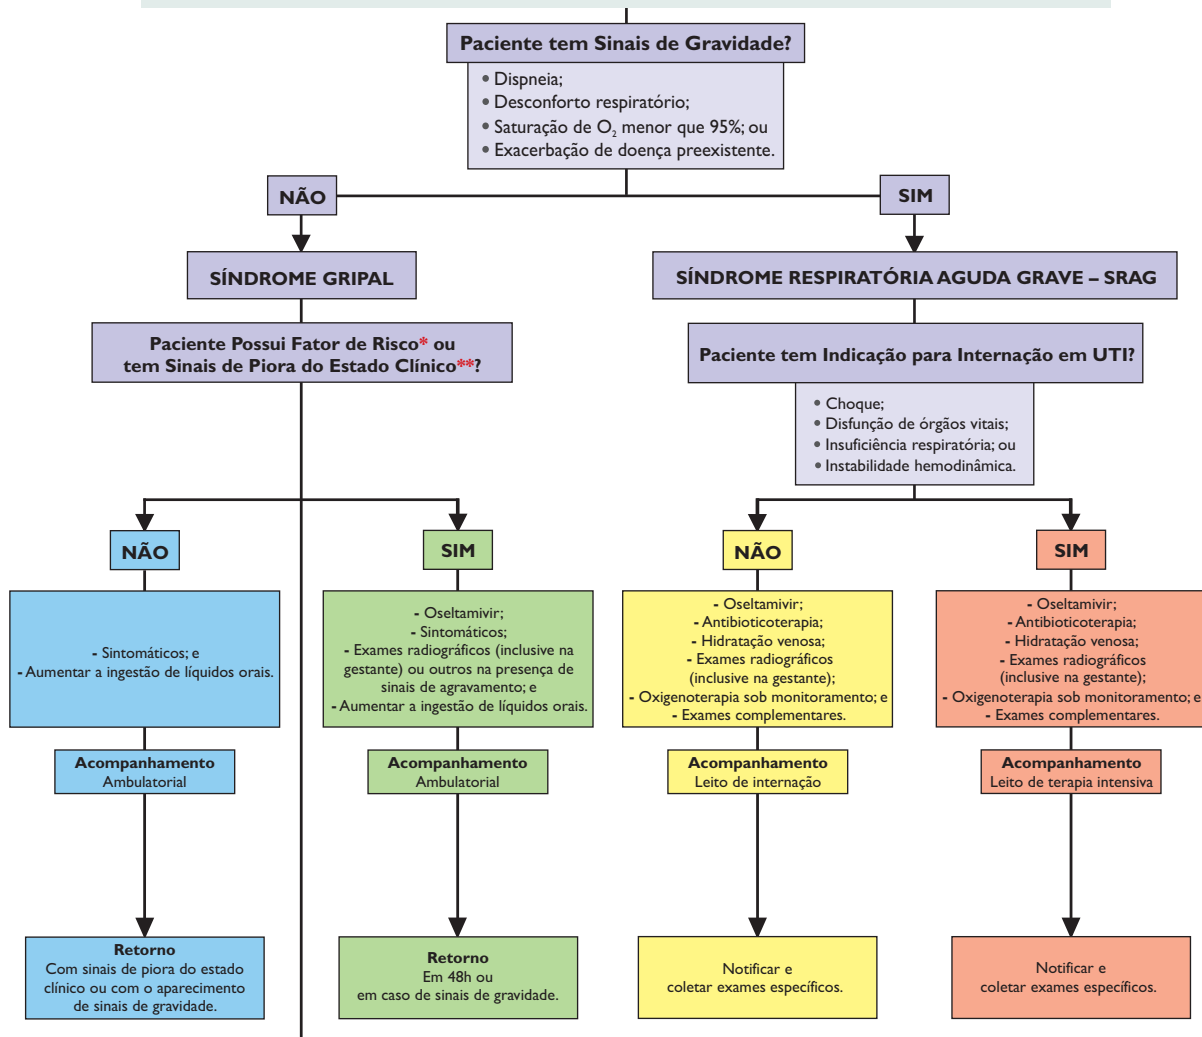 Paciente tem Sinais de Gravidade?
• Dispneia;
• Desconforto respiratório;
• Saturação de O₂ menor que 95%; ou
• Exacerbação de doença preexistente.
NÃO
SIM
SÍNDROME GRIPAL
SÍNDROME RESPIRATÓRIA AGUDA GRAVE – SRAG
Paciente Possui Fator de Risco* ou
tem Sinais de Piora do Estado Clínico**?
Paciente tem Indicação para Internação em UTI?
• Choque;
• Disfunção de órgãos vitais;
• Insuficiência respiratória; ou
• Instabilidade hemodinâmica.
NÃO
SIM
NÃO
SIM
- Sintomáticos; e
- Aumentar a ingestão de líquidos orais.
- Oseltamivir;
- Sintomáticos;
- Exames radiográficos (inclusive na
gestante) ou outros na presença de
sinais de agravamento; e
- Aumentar a ingestão de líquidos orais.
- Oseltamivir;
- Antibioticoterapia;
- Hidratação venosa;
- Exames radiográficos
(inclusive na gestante);
- Oxigenoterapia sob monitoramento; e
- Exames complementares.
- Oseltamivir;
- Antibioticoterapia;
- Hidratação venosa;
- Exames radiográficos
(inclusive na gestante);
- Oxigenoterapia sob monitoramento; e
- Exames complementares.
Acompanhamento
Ambulatorial
Acompanhamento
Ambulatorial
Acompanhamento
Leito de internação
Acompanhamento
Leito de terapia intensiva
Retorno
Com sinais de piora do estado
clínico ou com o aparecimento
de sinais de gravidade.
Retorno
Em 48h ou
em caso de sinais de gravidade.
Notificar e
coletar exames específicos.
Notificar e
coletar exames específicos.